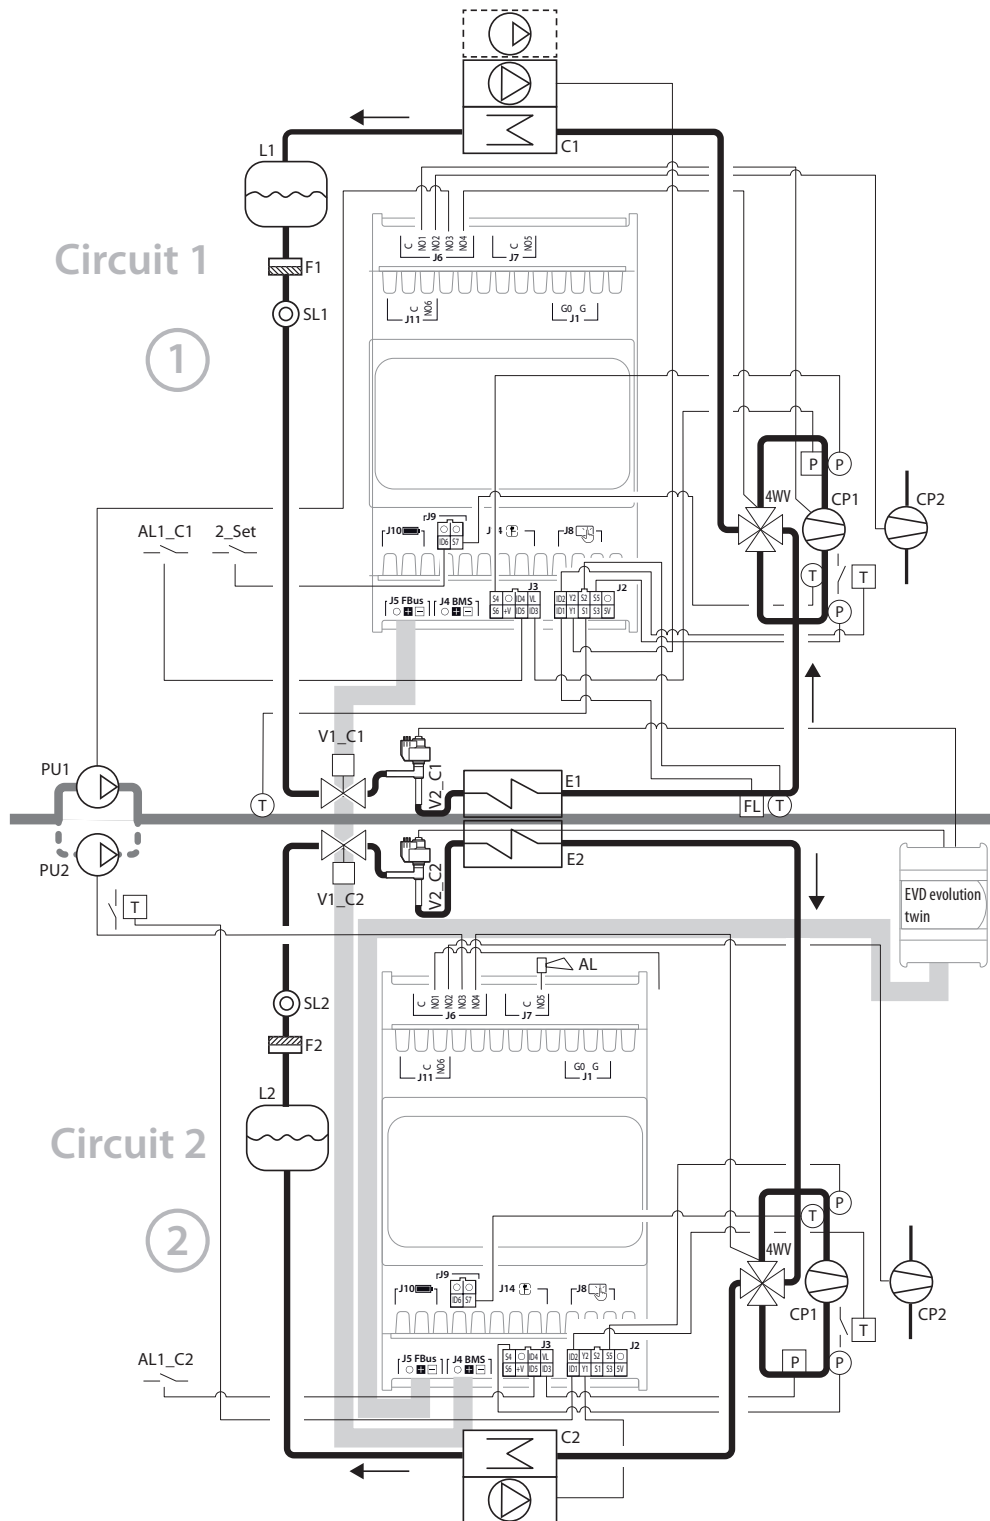 C1
L1
C NO1 NO2 NO3 NO4
J6
C NO5
J7
Circuit 1
F1
C NO6
J11
G0 G
J1
SL1
1
P P
4WV
CP1
CP2
AL1_C1
2_Set
J9
J10
ID6 S7
J 4
J8
T
T
J3
J2
J5 FBus
J4 BMS
S4 ID4 VL
S6 +V ID5 ID3
ID2 Y2 S2 S5
ID1 Y1 S1 S3 5V
P
V1_C1
V2_C1
PU1
E1
T
FL T
PU2
V1_C2
V2_C2
E2
T
EVD evolution
twin
AL
C NO1 NO2 NO3 NO4
J6
C NO5
J7
SL2
F2
C NO6
J11
G0 G
J1
L2
Circuit 2
2
P
T
4WV
CP1
CP2
J9
J10
ID6 S7
J14
J8
T
J3
J2
J5 FBus
J4 BMS
S4 ID4 VL
S6 +V ID5 ID3
ID2 Y2 S2 S5
ID1 Y1 S1 S3 5V
P
P
AL1_C2
C2